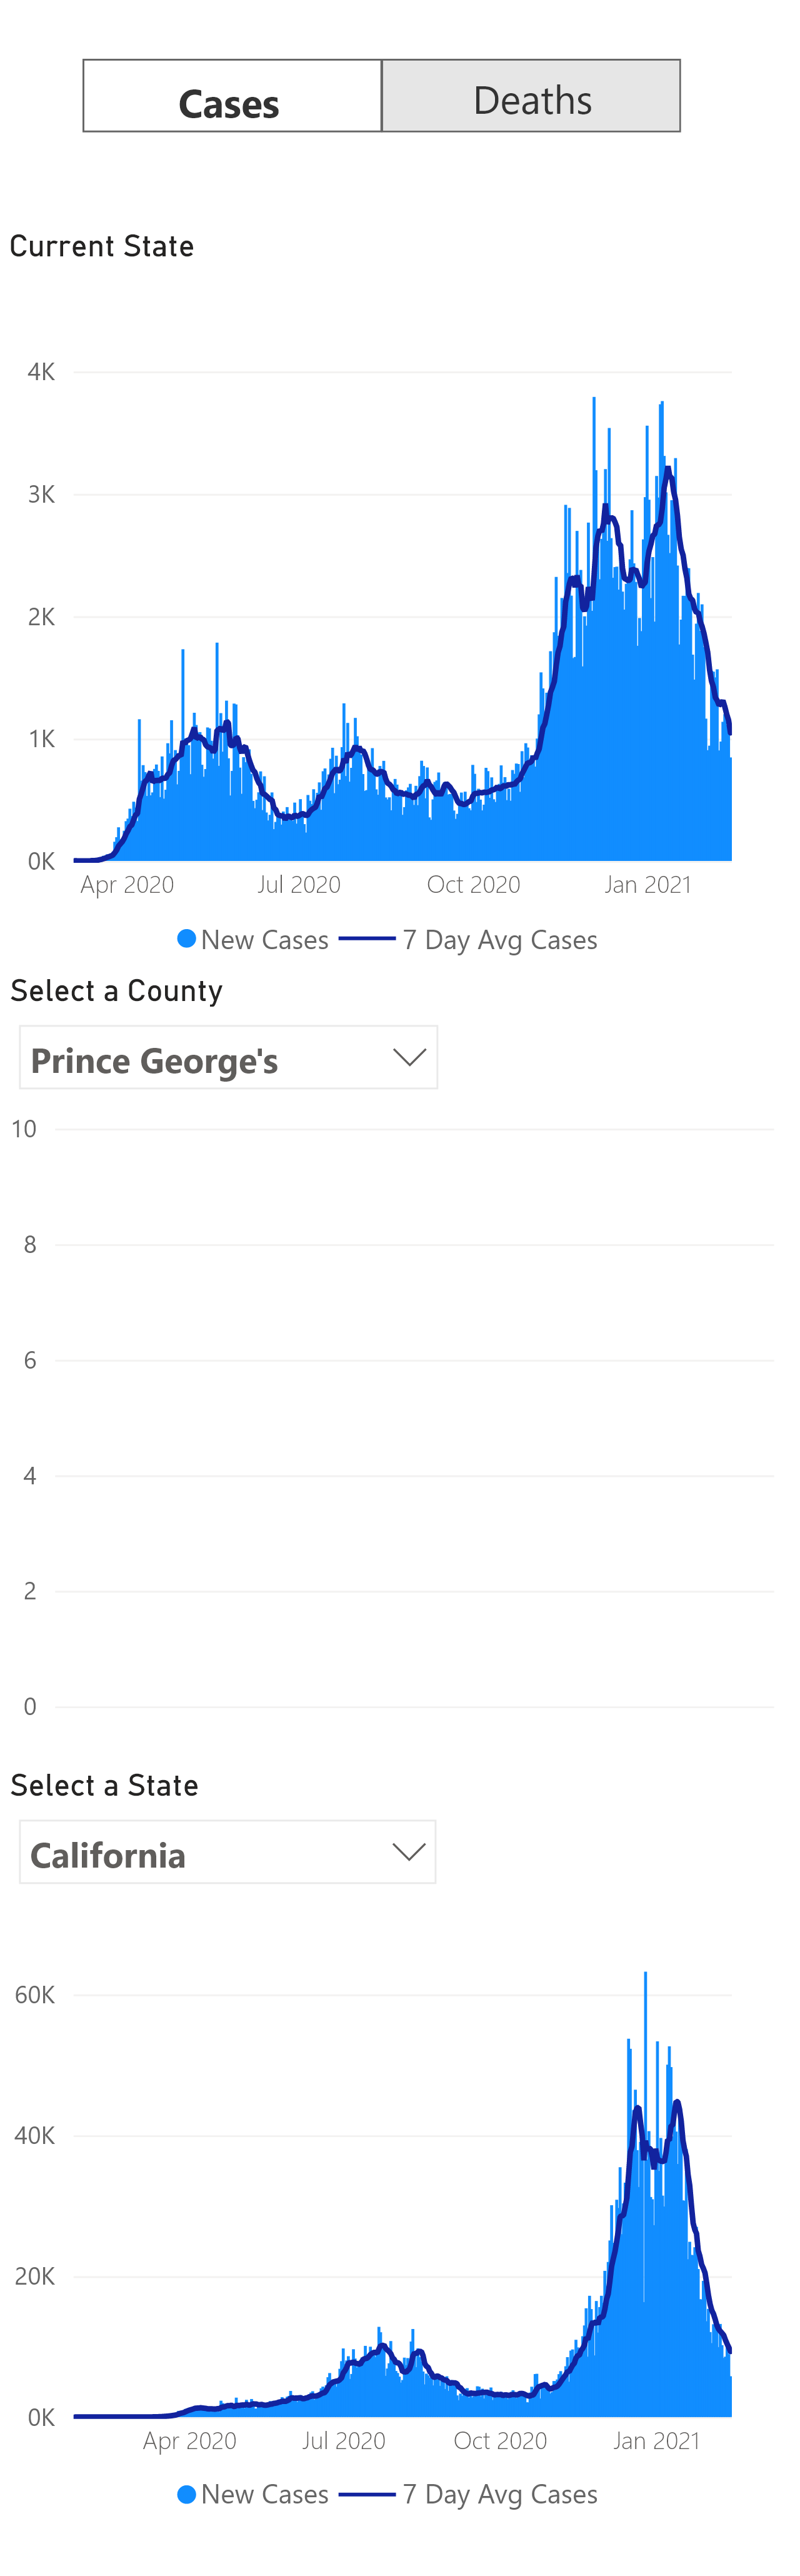 Cases Deaths
Current State
4K
3K
2K
1K
0K
Apr 2020 Jul 2020 Oct 2020 Jan 2021
New Cases 7 Day Avg Cases
Select a County
Prince George's
10
8
6
4
2
0
Select a State
California
60K
40K
20K
0K
Apr 2020 Jul 2020 Oct 2020 Jan 2021
New Cases 7 Day Avg Cases